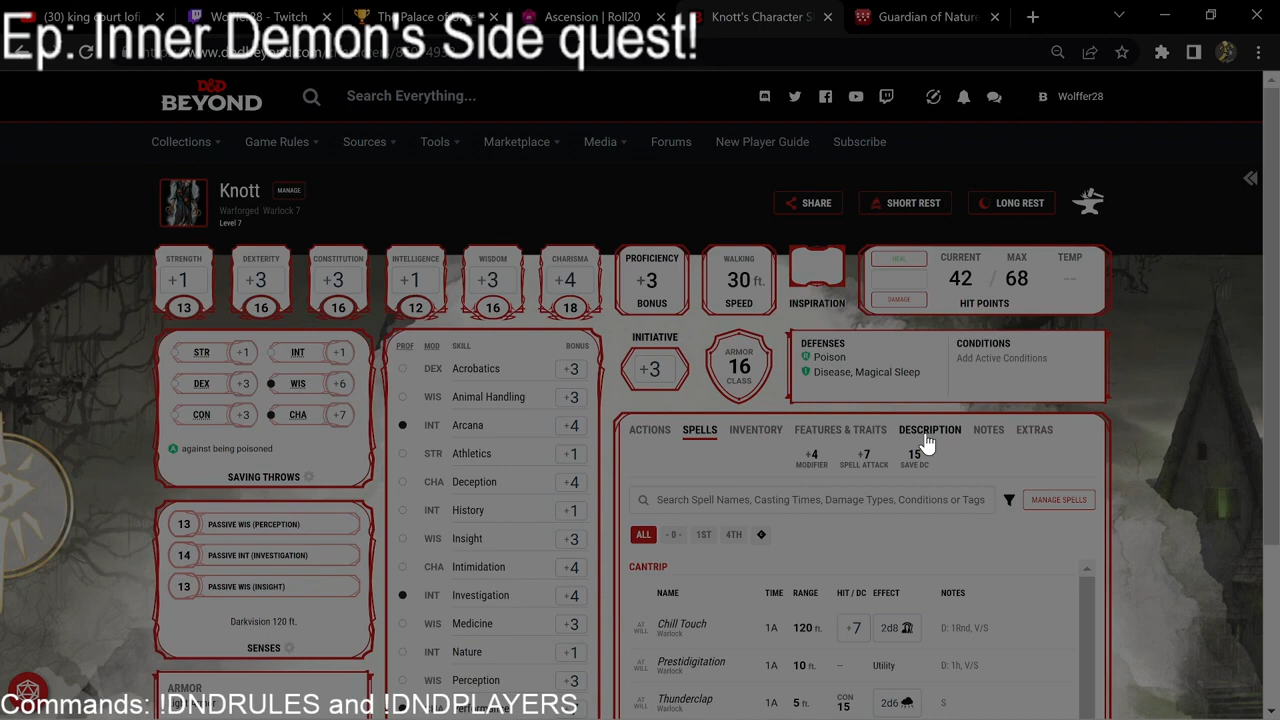 (30) king court lofi
Wolffer28 - Twitch
The Palace of
Ascension | Roll20
Knott's Character S
Guardian of Nature
Ep: Inner Demon's Side quest!
D&D
BEYOND
Search Everything...
B Wolffer28
Collections Game Rules Sources Tools Marketplace Media Forums New Player Guide Subscribe
Knott MANAGE
Warforged Warlock 7
Level 7
SHARE SHORT REST LONG REST
STRENGTH
+1
13
DEXTERITY
+3
16
CONSTITUTION
+3
16
INTELLIGENCE
+1
12
WISDOM
+3
16
CHARISMA
+4
18
PROFICIENCY
+3
BONUS
WALKING
30 ft.
SPEED
INSPIRATION
HEAL
DAMAGE
CURRENT MAX TEMP
42 / 68 --
HIT POINTS
STR +1 INT +1
DEX +3 WIS +6
CON +3 CHA +7
A against being poisoned
SAVING THROWS
13 PASSIVE WIS (PERCEPTION)
14 PASSIVE INT (INVESTIGATION)
13 PASSIVE WIS (INSIGHT)
Darkvision 120 ft.
SENSES
ARMOR
PROF MOD SKILL BONUS
DEX Acrobatics +3
WIS Animal Handling +3
INT Arcana +4
STR Athletics +1
CHA Deception +4
INT History +1
WIS Insight +3
CHA Intimidation +4
INT Investigation +4
WIS Medicine +3
INT Nature +1
WIS Perception +3
INITIATIVE
+3
ARMOR
16
CLASS
DEFENSES
Poison
Disease, Magical Sleep
CONDITIONS
Add Active Conditions
ACTIONS SPELLS INVENTORY FEATURES & TRAITS DESCRIPTION NOTES EXTRAS
+4
MODIFIER
+7
SPELL ATTACK
15
SAVE DC
Search Spell Names, Casting Times, Damage Types, Conditions or Tags
MANAGE SPELLS
ALL - 0 - 1ST 4TH
CANTRIP
NAME TIME RANGE HIT / DC EFFECT NOTES
AT WILL Chill Touch 1A 120 ft. +7 2d8 D: 1Rnd, V/S
Warlock
AT WILL Prestidigitation 1A 10 ft. -- Utility D: 1h, V/S
Warlock
AT WILL Thunderclap 1A 5 ft. CON 15 2d6 S
Warlock
Commands: !DNDRULES and !DNDPLAYERS